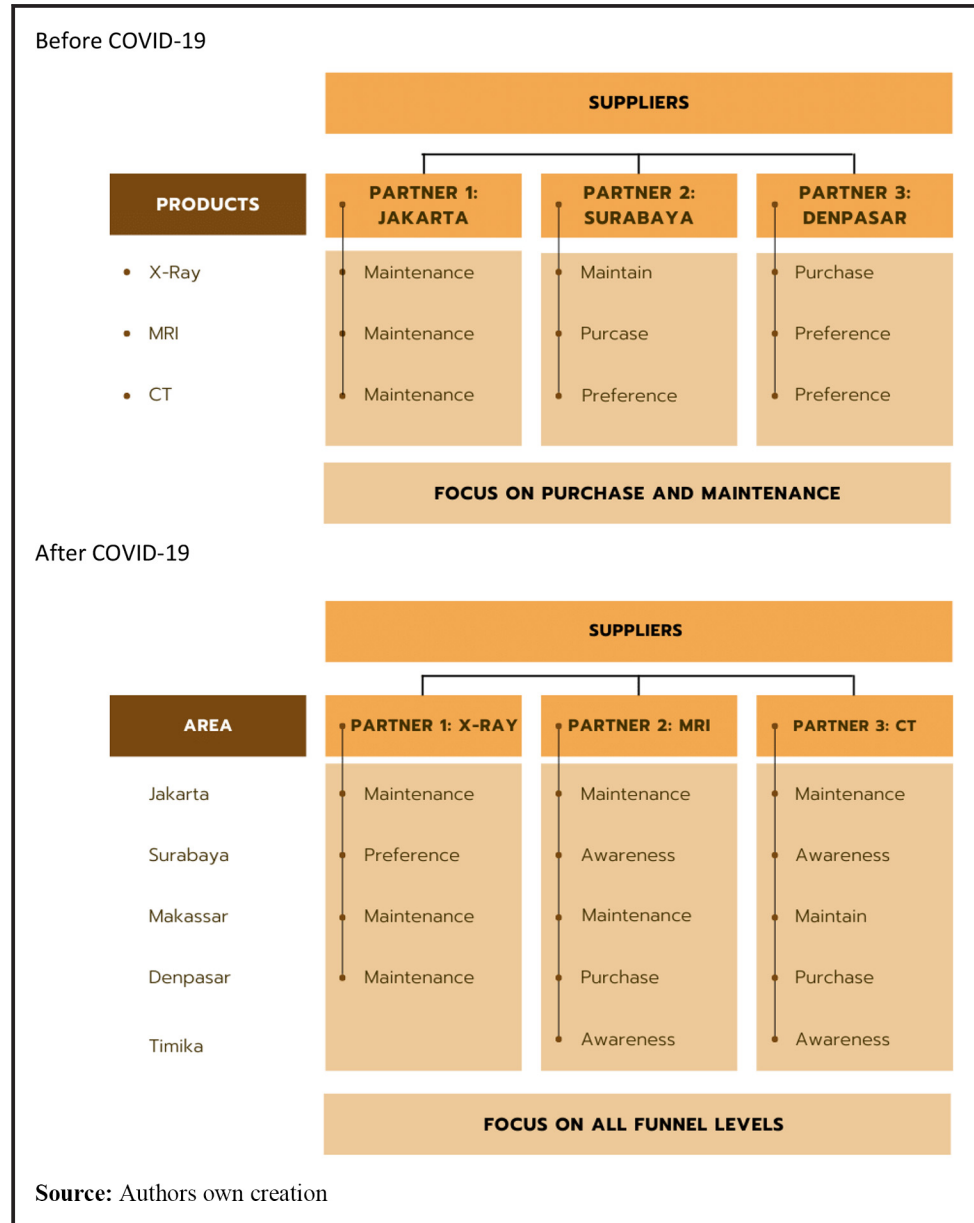 Before COVID-19
SUPPLIERS
PRODUCTS
PARTNER 1:
JAKARTA
PARTNER 2:
SURABAYA
PARTNER 3:
DENPASAR
X-Ray
Maintenance
Maintain
Purchase
MRI
Maintenance
Purcase
Preference
CT
Maintenance
Preference
Preference
FOCUS ON PURCHASE AND MAINTENANCE
After COVID-19
SUPPLIERS
AREA
PARTNER 1: X-RAY
PARTNER 2: MRI
PARTNER 3: CT
Jakarta
Maintenance
Maintenance
Maintenance
Surabaya
Preference
Awareness
Awareness
Makassar
Maintenance
Maintenance
Maintain
Denpasar
Maintenance
Purchase
Purchase
Timika
Awareness
Awareness
FOCUS ON ALL FUNNEL LEVELS
Source: Authors own creation